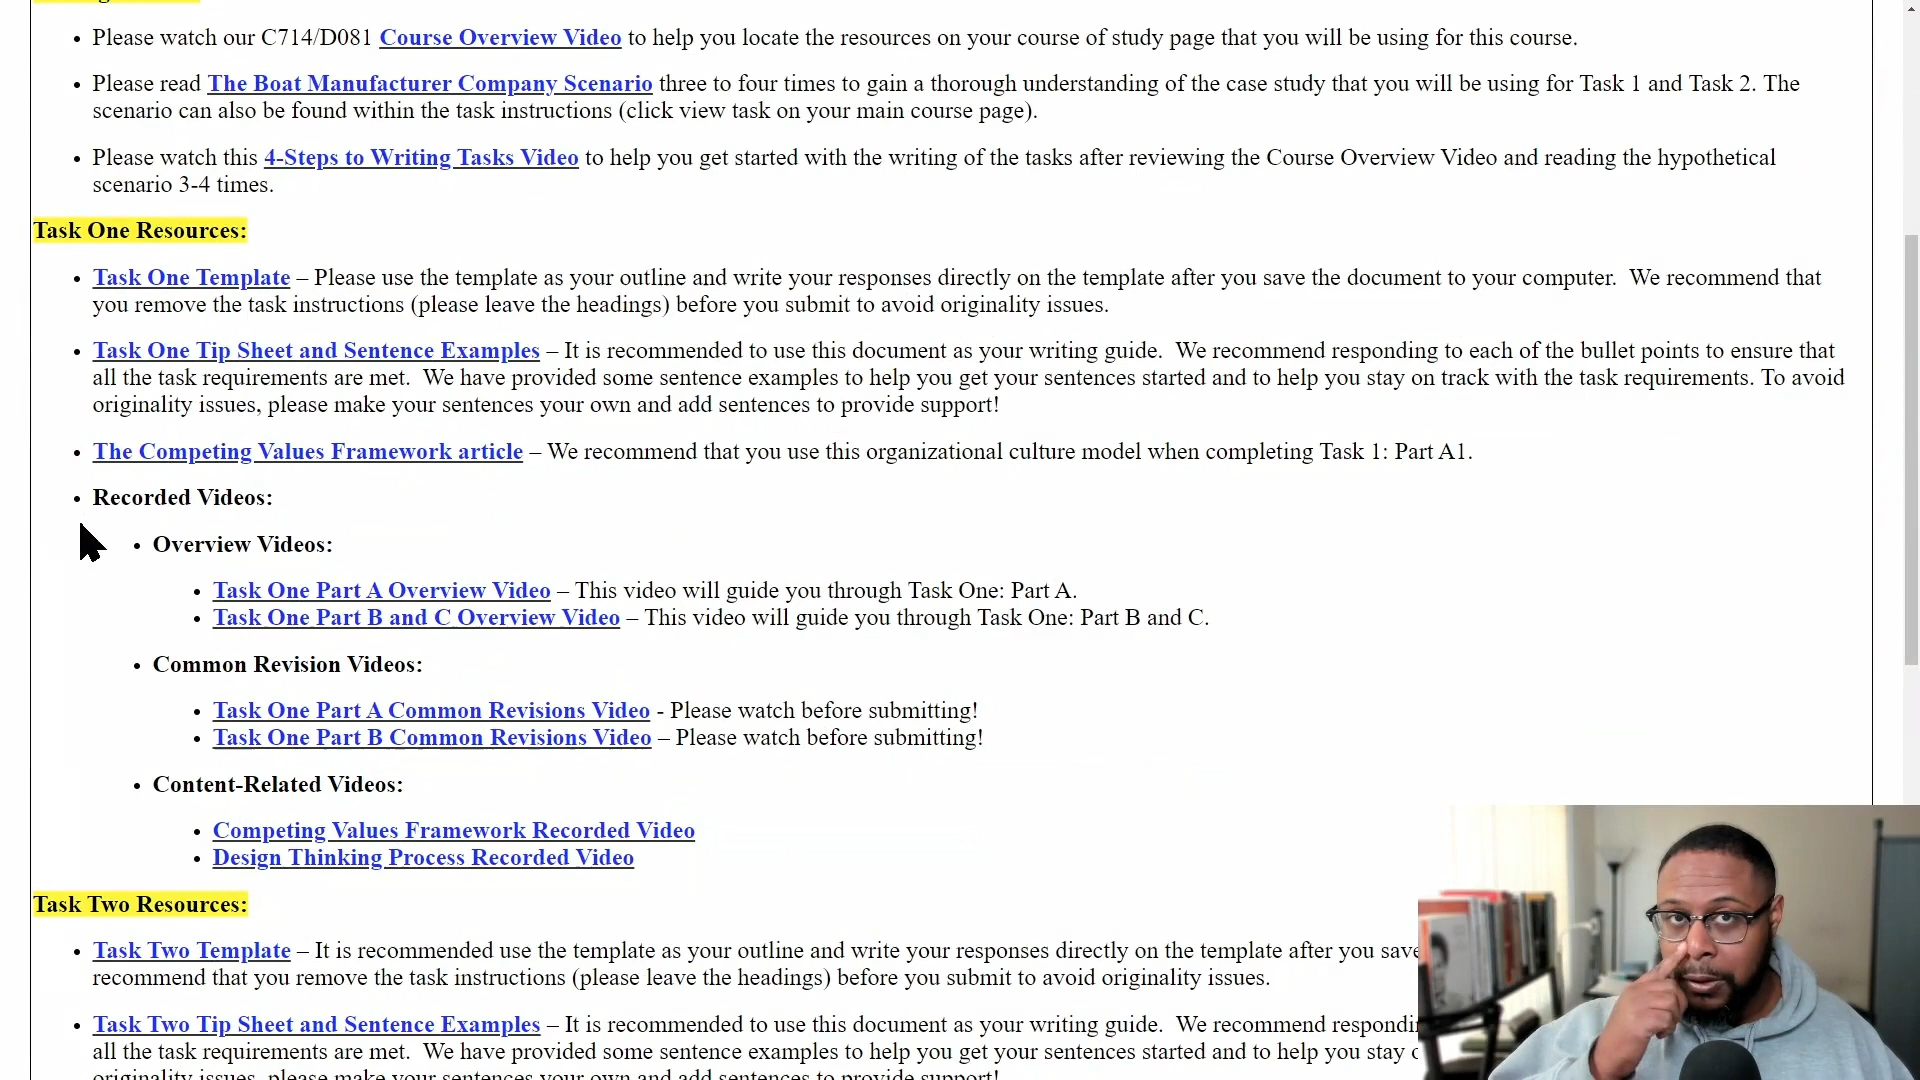 • Please watch our C714/D081 Course Overview Video to help you locate the resources on your course of study page that you will be using for this course.
• Please read The Boat Manufacturer Company Scenario three to four times to gain a thorough understanding of the case study that you will be using for Task 1 and Task 2. The
scenario can also be found within the task instructions (click view task on your main course page).
• Please watch this 4-Steps to Writing Tasks Video to help you get started with the writing of the tasks after reviewing the Course Overview Video and reading the hypothetical
scenario 3-4 times.
Task One Resources:
• Task One Template – Please use the template as your outline and write your responses directly on the template after you save the document to your computer.  We recommend that
you remove the task instructions (please leave the headings) before you submit to avoid originality issues.
• Task One Tip Sheet and Sentence Examples – It is recommended to use this document as your writing guide.  We recommend responding to each of the bullet points to ensure that
all the task requirements are met.  We have provided some sentence examples to help you get your sentences started and to help you stay on track with the task requirements. To avoid
originality issues, please make your sentences your own and add sentences to provide support!
• The Competing Values Framework article – We recommend that you use this organizational culture model when completing Task 1: Part A1.
• Recorded Videos:
• Overview Videos:
• Task One Part A Overview Video – This video will guide you through Task One: Part A.
• Task One Part B and C Overview Video – This video will guide you through Task One: Part B and C.
• Common Revision Videos:
• Task One Part A Common Revisions Video - Please watch before submitting!
• Task One Part B Common Revisions Video – Please watch before submitting!
• Content-Related Videos:
• Competing Values Framework Recorded Video
• Design Thinking Process Recorded Video
Task Two Resources:
• Task Two Template – It is recommended use the template as your outline and write your responses directly on the template after you save
recommend that you remove the task instructions (please leave the headings) before you submit to avoid originality issues.
• Task Two Tip Sheet and Sentence Examples – It is recommended to use this document as your writing guide.  We recommend
all the task requirements are met.  We have provided some sentence examples to help you get your sentences started and to help you stay
originality issues, please make your sentences your own and add sentences to provide support!